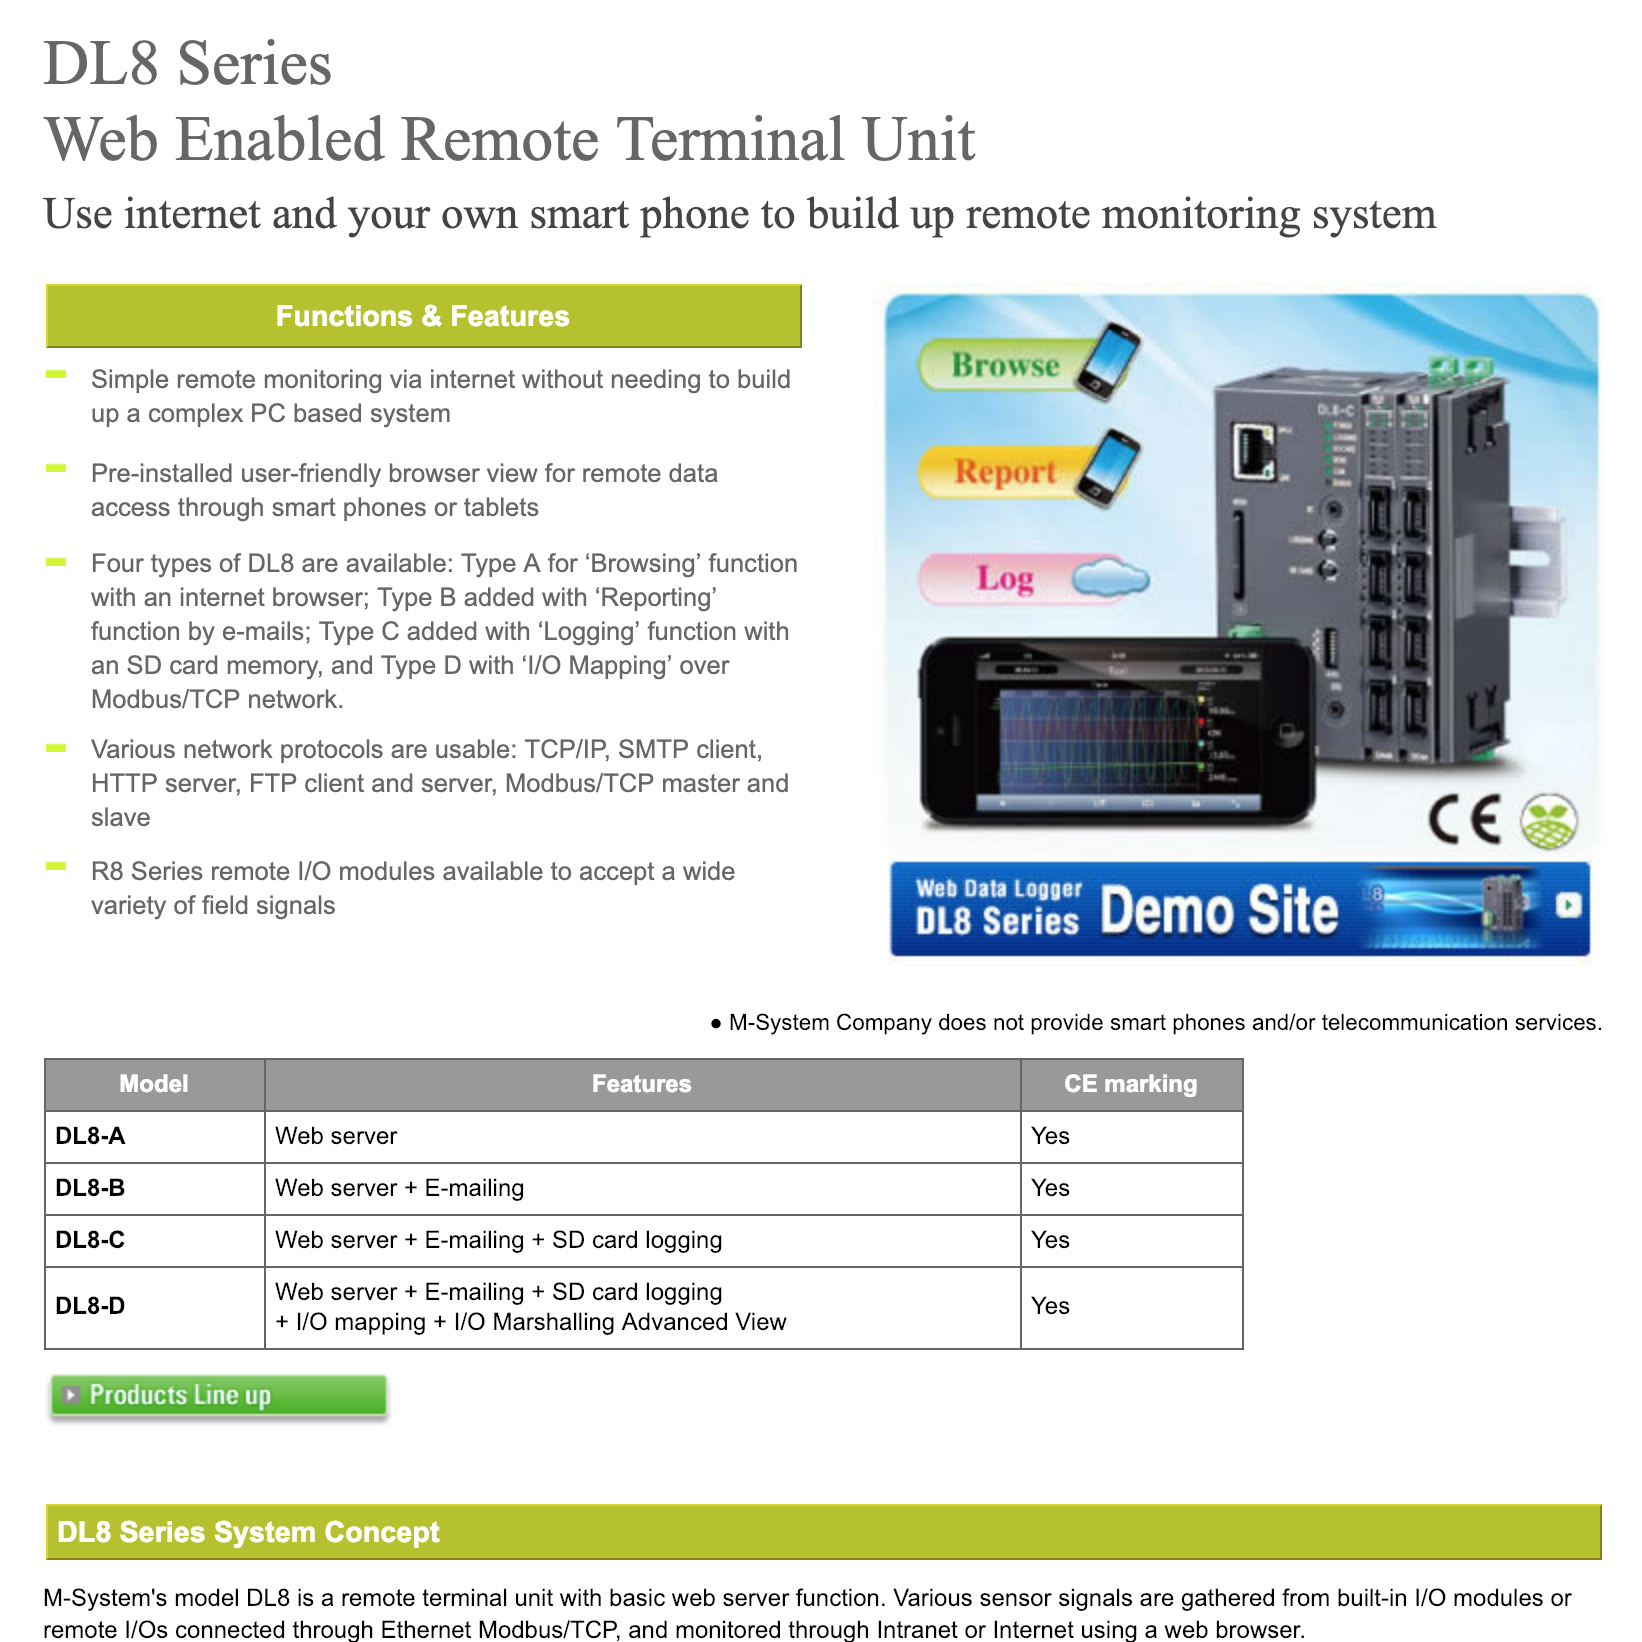 DL8 Series
Web Enabled Remote Terminal Unit
Use internet and your own smart phone to build up remote monitoring system
Functions & Features
Simple remote monitoring via internet without needing to build
up a complex PC based system
Pre-installed user-friendly browser view for remote data
access through smart phones or tablets
Four types of DL8 are available: Type A for ‘Browsing’ function
with an internet browser; Type B added with ‘Reporting’
function by e-mails; Type C added with ‘Logging’ function with
an SD card memory, and Type D with ‘I/O Mapping’ over
Modbus/TCP network.
Various network protocols are usable: TCP/IP, SMTP client,
HTTP server, FTP client and server, Modbus/TCP master and
slave
R8 Series remote I/O modules available to accept a wide
variety of field signals
Browse
Report
Log
DL8-C
CE
Web Data Logger
DL8 Series Demo Site
● M-System Company does not provide smart phones and/or telecommunication services.
Model Features CE marking
DL8-A Web server Yes
DL8-B Web server + E-mailing Yes
DL8-C Web server + E-mailing + SD card logging Yes
DL8-D Web server + E-mailing + SD card logging
+ I/O mapping + I/O Marshalling Advanced View Yes
Products Line up
DL8 Series System Concept
M-System's model DL8 is a remote terminal unit with basic web server function. Various sensor signals are gathered from built-in I/O modules or
remote I/Os connected through Ethernet Modbus/TCP, and monitored through Intranet or Internet using a web browser.